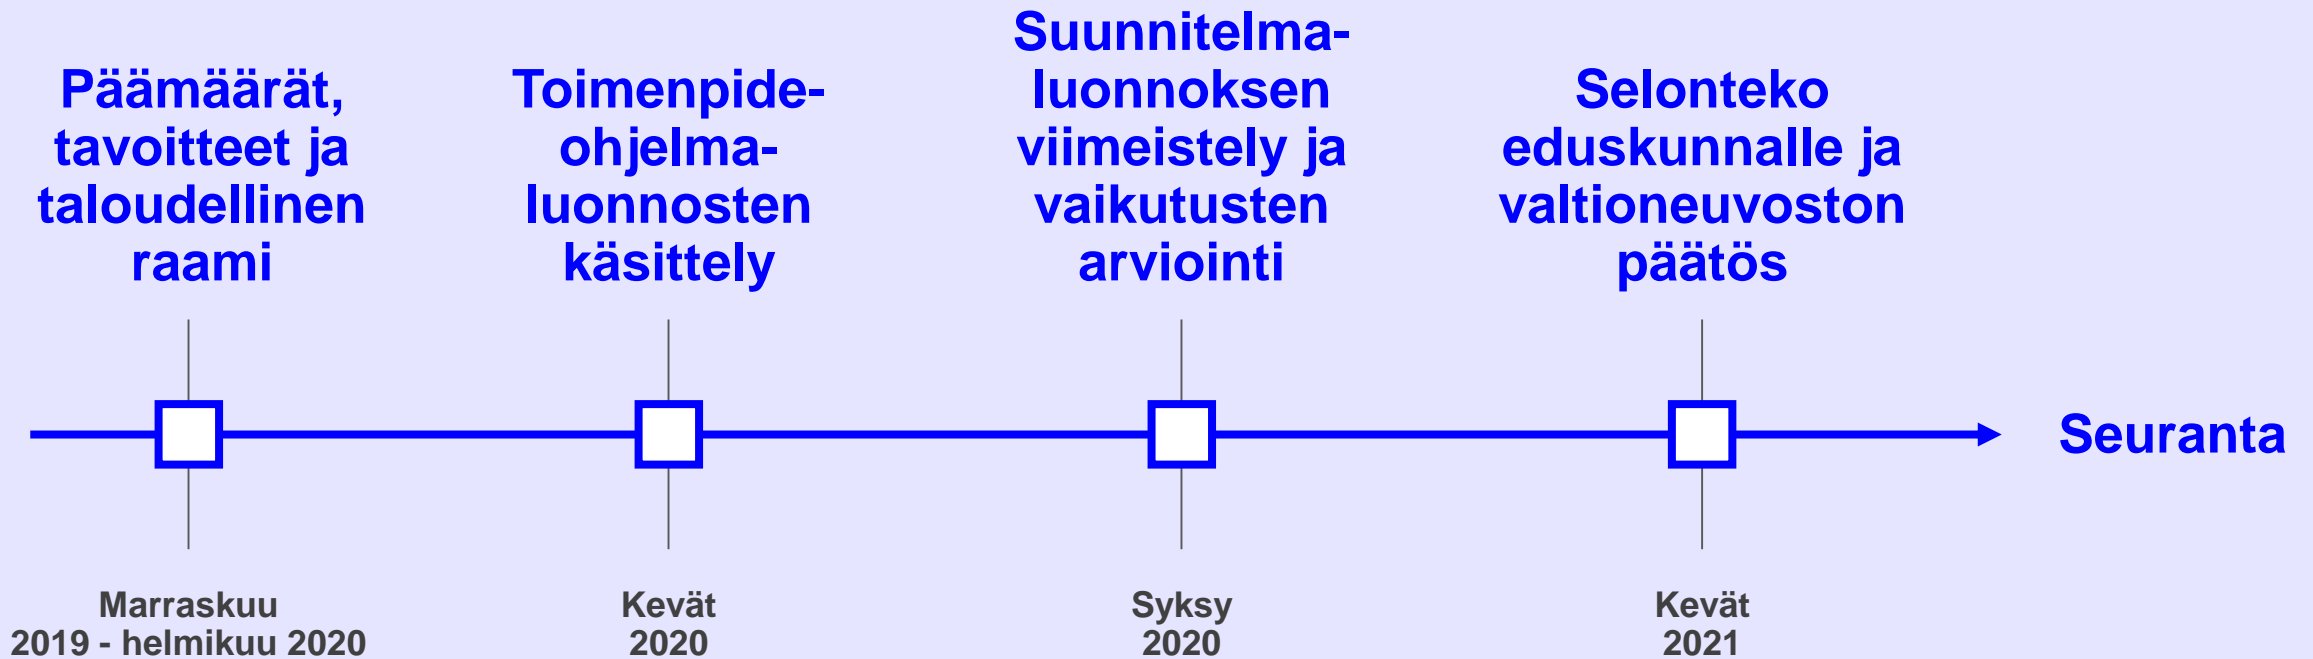 Päämäärät,
tavoitteet ja
taloudellinen
raami
Toimenpide-
ohjelma-
luonnosten
käsittely
Suunnitelma-
luonnoksen
viimeistely ja
vaikutusten
arviointi
Selonteko
eduskunnalle ja
valtioneuvoston
päätös
Seuranta
Marraskuu
2019 - helmikuu 2020
Kevät
2020
Syksy
2020
Kevät
2021